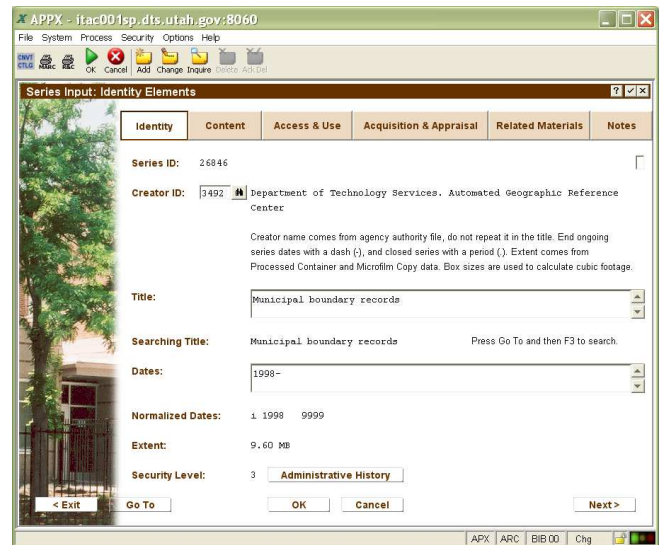 APPX - itac001sp.dts.utah.gov:8060
File System Process Security Options Help
CNVT CTLG MARC R&C OK Cancel Add Change Inquire Delete Ack Del
Series Input: Identity Elements
Identity Content Access & Use Acquisition & Appraisal Related Materials Notes
Series ID: 26846
Creator ID: 3492 Department of Technology Services. Automated Geographic Reference
Center
Creator name comes from agency authority file, do not repeat it in the title. End ongoing
series dates with a dash (-), and closed series with a period (.). Extent comes from
Processed Container and Microfilm Copy data. Box sizes are used to calculate cubic footage.
Title: Municipal boundary records
Searching Title: Municipal boundary records Press Go To and then F3 to search.
Dates: 1998-
Normalized Dates: i 1998 9999
Extent: 9.60 MB
Security Level: 3 Administrative History
< Exit Go To OK Cancel Next >
APX ARC BIB 00 Chg